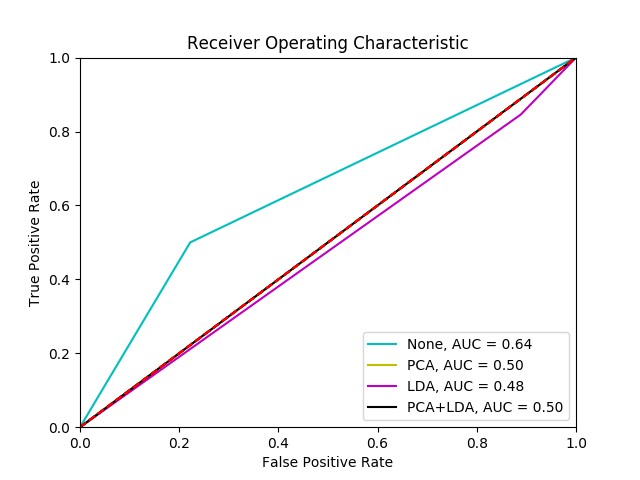 Receiver Operating Characteristic
1.0
0.8
0.6
0.4
0.2
0.0
True Positive Rate
None, AUC = 0.64
PCA, AUC = 0.50
LDA, AUC = 0.48
PCA+LDA, AUC = 0.50
0.0 0.2 0.4 0.6 0.8 1.0
False Positive Rate